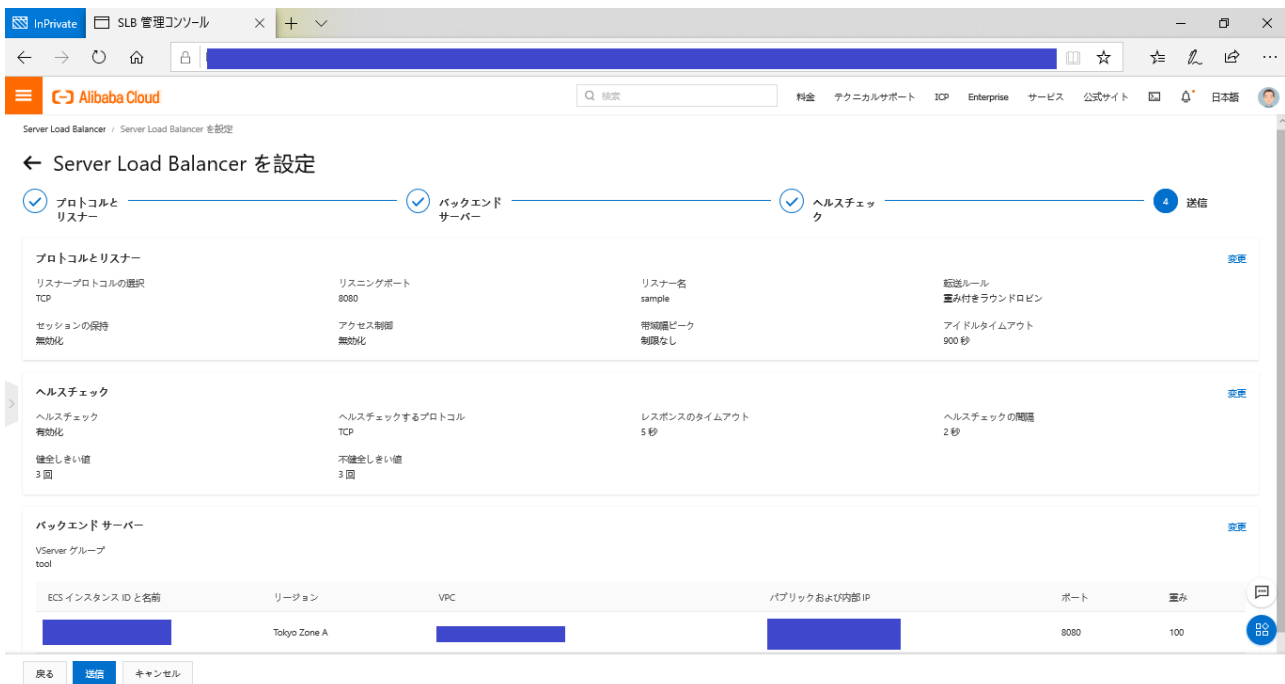 InPrivate
SLB 管理コンソール
Alibaba Cloud
検索
料金 テクニカルサポート ICP Enterprise サービス 公式サイト 日本語
Server Load Balancer / Server Load Balancer を設定
← Server Load Balancer を設定
プロトコルと
リスナー
バックエンド
サーバー
ヘルスチェッ
ク
4 送信
プロトコルとリスナー 変更
リスナープロトコルの選択 リスニングポート リスナー名 転送ルール
TCP 8080 sample 重み付きラウンドロビン
セッションの保持 アクセス制御 帯域幅ピーク アイドルタイムアウト
無効化 無効化 制限なし 900 秒
ヘルスチェック 変更
ヘルスチェック ヘルスチェックするプロトコル レスポンスのタイムアウト ヘルスチェックの間隔
有効化 TCP 5 秒 2 秒
健全しきい値 不健全しきい値
3 回 3 回
バックエンド サーバー 変更
VServer グループ
tool
ECS インスタンス ID と名前 リージョン VPC パブリックおよび内部 IP ポート 重み
Tokyo Zone A 8080 100
戻る 送信 キャンセル